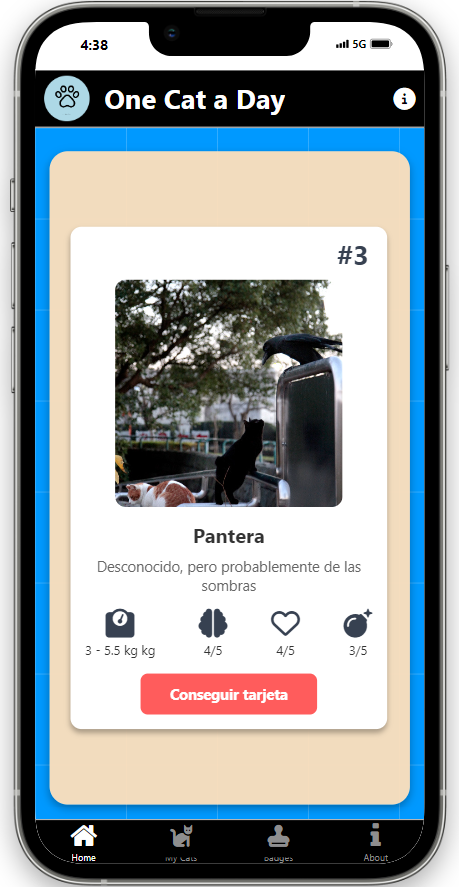 4:38
5G
One Cat a Day
#3
Pantera
Desconocido, pero probablemente de las
sombras
3 - 5.5 kg kg
4/5
4/5
3/5
Conseguir tarjeta
Home
My Cats
Badges
About